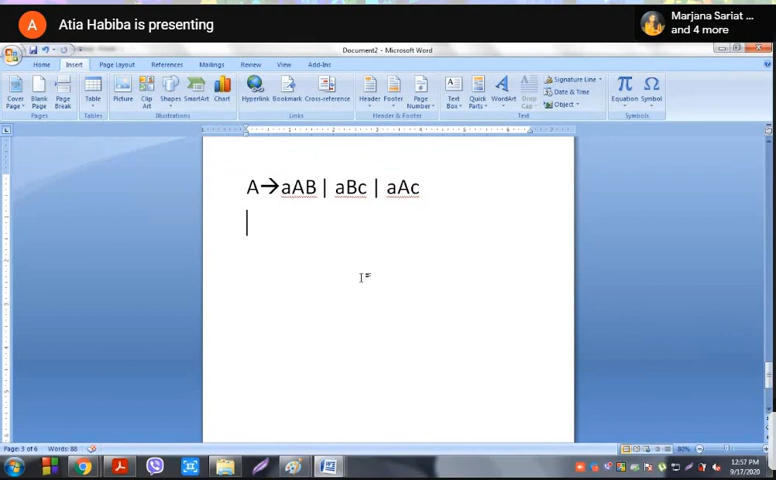 A
Atia Habiba is presenting
Marjana Sariat ...
and 4 more
Document2 - Microsoft Word
Home
Insert
Page Layout
References
Mailings
Review
View
Add-Ins
Cover Page
Blank Page
Page Break
Table
Picture
Clip Art
Shapes
SmartArt
Chart
Hyperlink
Bookmark
Cross-reference
Header
Footer
Page Number
Text Box
Quick Parts
WordArt
Drop Cap
Signature Line
Date & Time
Object
Equation
Symbol
Pages
Tables
Illustrations
Links
Header & Footer
Text
Symbols
A→aAB | aBc | aAc
Page: 3 of 6
Words: 88
80%
12:57 PM
9/17/2020